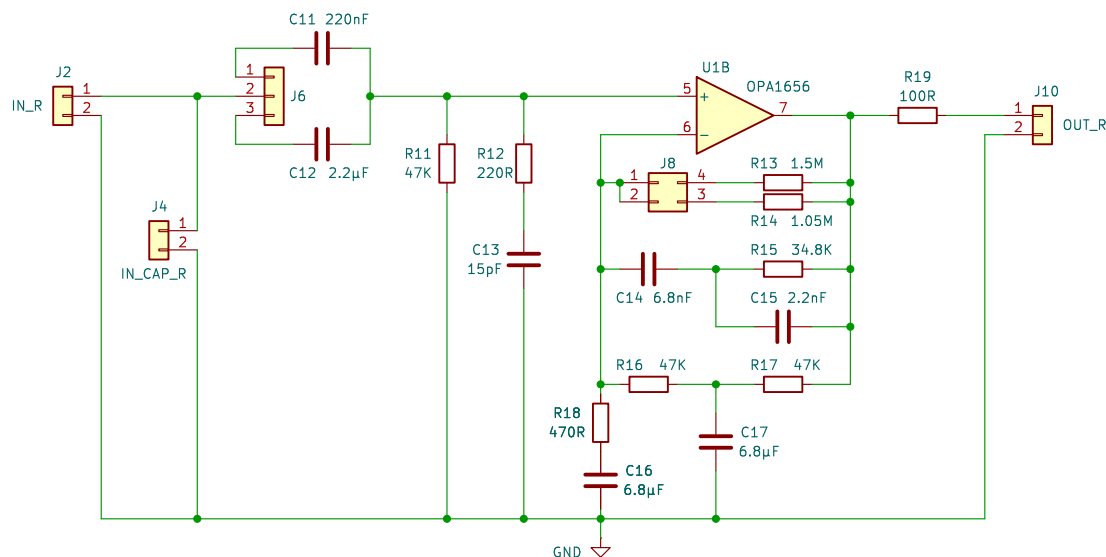 C11 220nF
J2
1
2
IN_R
1
2
3
J6
C12 2.2µF
J4
1
2
IN_CAP_R
R11
47K
R12
220R
C13
15pF
U1B
OPA1656
5
+
6
−
7
J8
1
2
4
3
R13 1.5M
R14 1.05M
R15 34.8K
C14 6.8nF
C15 2.2nF
R16 47K
R17 47K
R18
470R
C16
6.8µF
C17
6.8µF
R19
100R
J10
1
2
OUT_R
GND